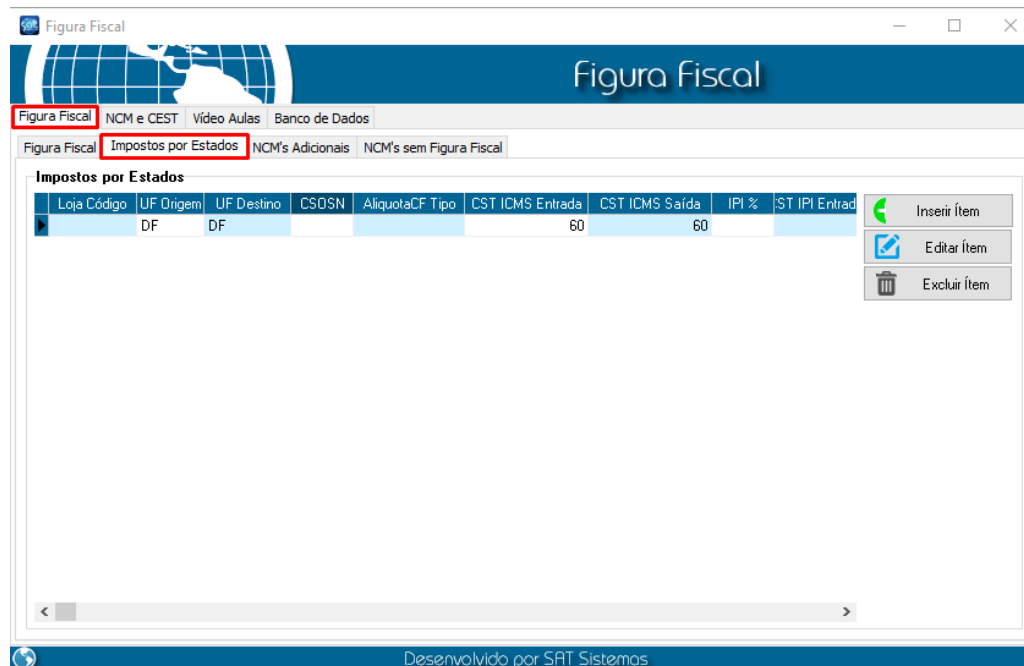 Figura Fiscal
Figura Fiscal
Figura Fiscal NCM e CEST Vídeo Aulas Banco de Dados
Figura Fiscal Impostos por Estados NCM's Adicionais NCM's sem Figura Fiscal
Impostos por Estados
Loja Código UF Origem UF Destino CSOSN AliquotaCF Tipo CST ICMS Entrada CST ICMS Saída IPI % ST IPI Entrad
DF DF 60 60
Inserir Ítem
Editar Ítem
Excluir Ítem
Desenvolvido por SAT Sistemas